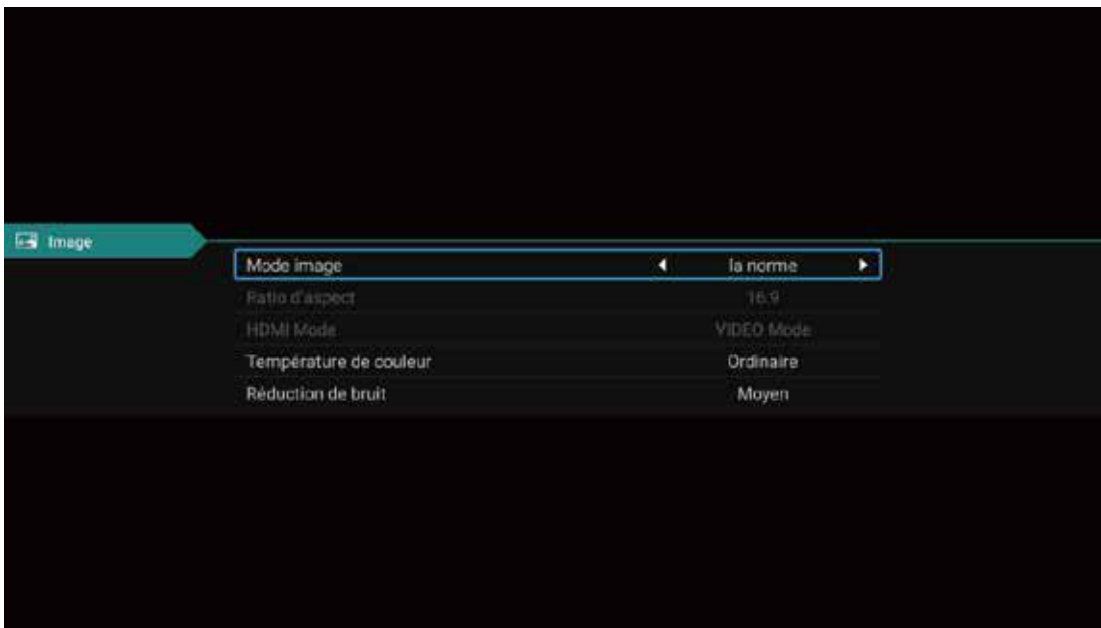 Image
Mode image la norme
Ratio d'aspect 16:9
HDMI Mode VIDEO Mode
Température de couleur Ordinaire
Réduction de bruit Moyen